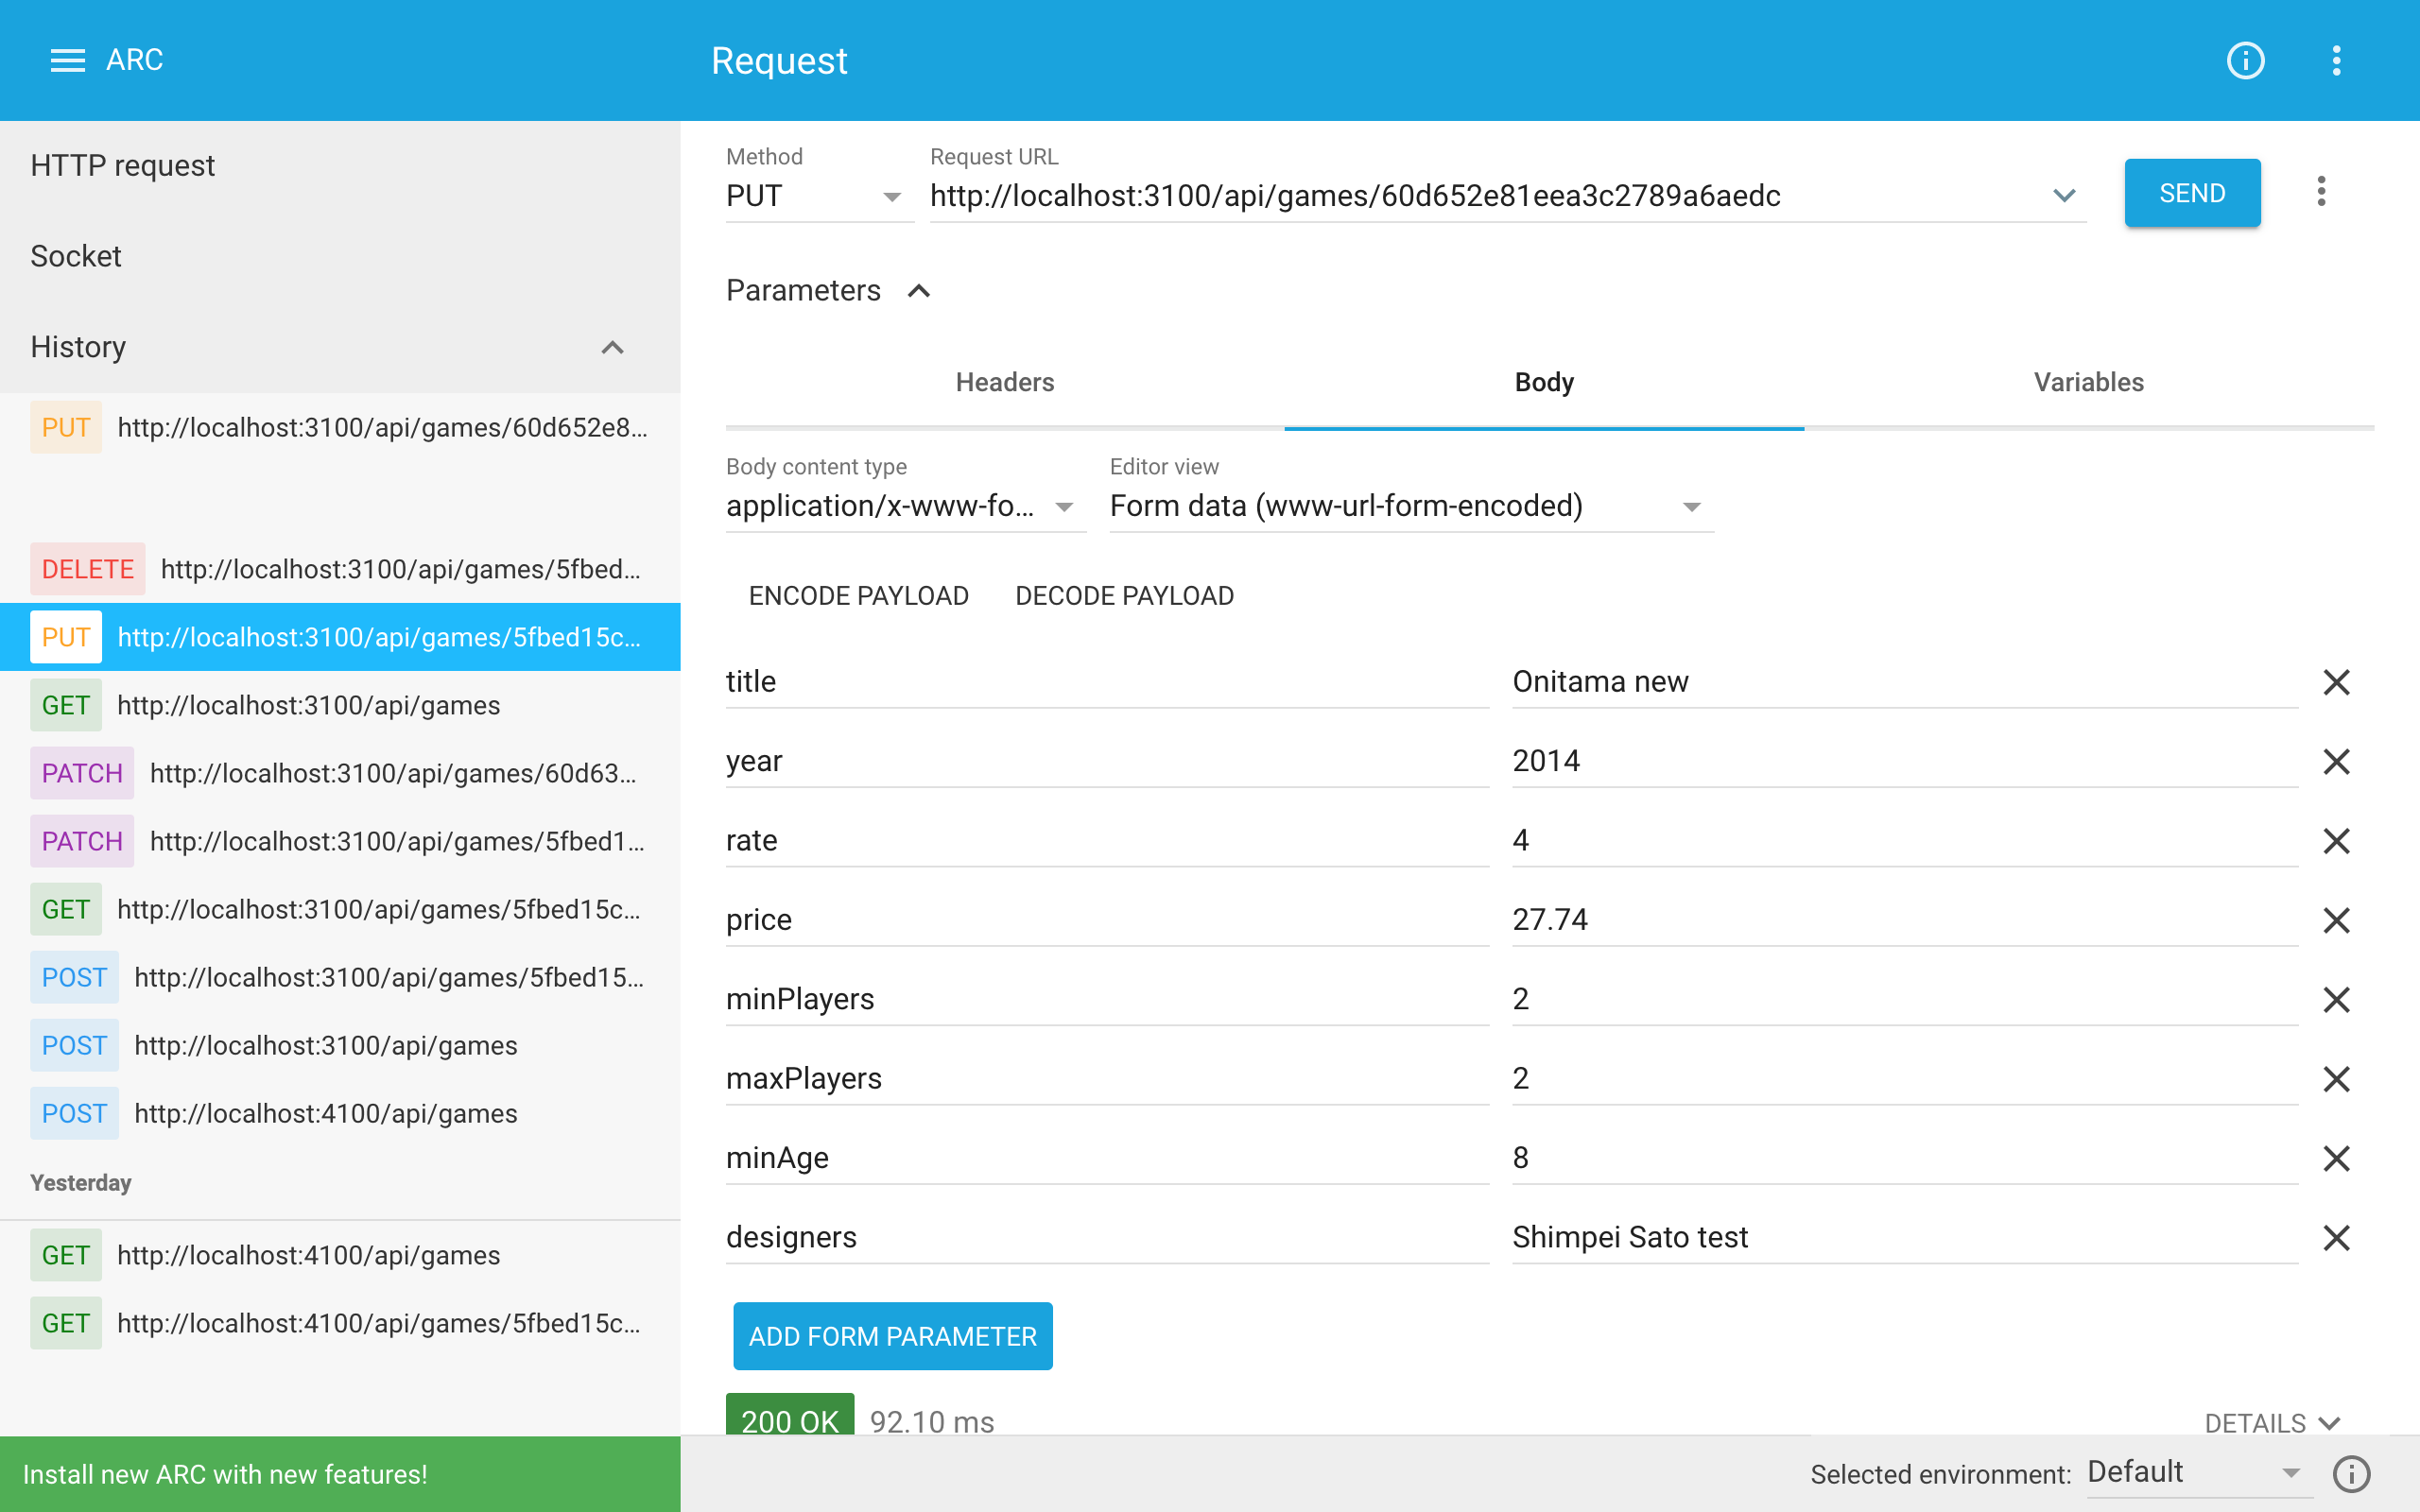 ARC
Request
HTTP request
Socket
History
PUT http://localhost:3100/api/games/60d652e8...
DELETE http://localhost:3100/api/games/5fbed...
PUT http://localhost:3100/api/games/5fbed15c...
GET http://localhost:3100/api/games
PATCH http://localhost:3100/api/games/60d63...
PATCH http://localhost:3100/api/games/5fbed1...
GET http://localhost:3100/api/games/5fbed15c...
POST http://localhost:3100/api/games/5fbed15...
POST http://localhost:3100/api/games
POST http://localhost:4100/api/games
Yesterday
GET http://localhost:4100/api/games
GET http://localhost:4100/api/games/5fbed15c...
Install new ARC with new features!
Method
PUT
Request URL
http://localhost:3100/api/games/60d652e81eea3c2789a6aedc
SEND
Parameters
Headers Body Variables
Body content type
application/x-www-fo...
Editor view
Form data (www-url-form-encoded)
ENCODE PAYLOAD DECODE PAYLOAD
title Onitama new
year 2014
rate 4
price 27.74
minPlayers 2
maxPlayers 2
minAge 8
designers Shimpei Sato test
ADD FORM PARAMETER
200 OK 92.10 ms DETAILS
Selected environment: Default